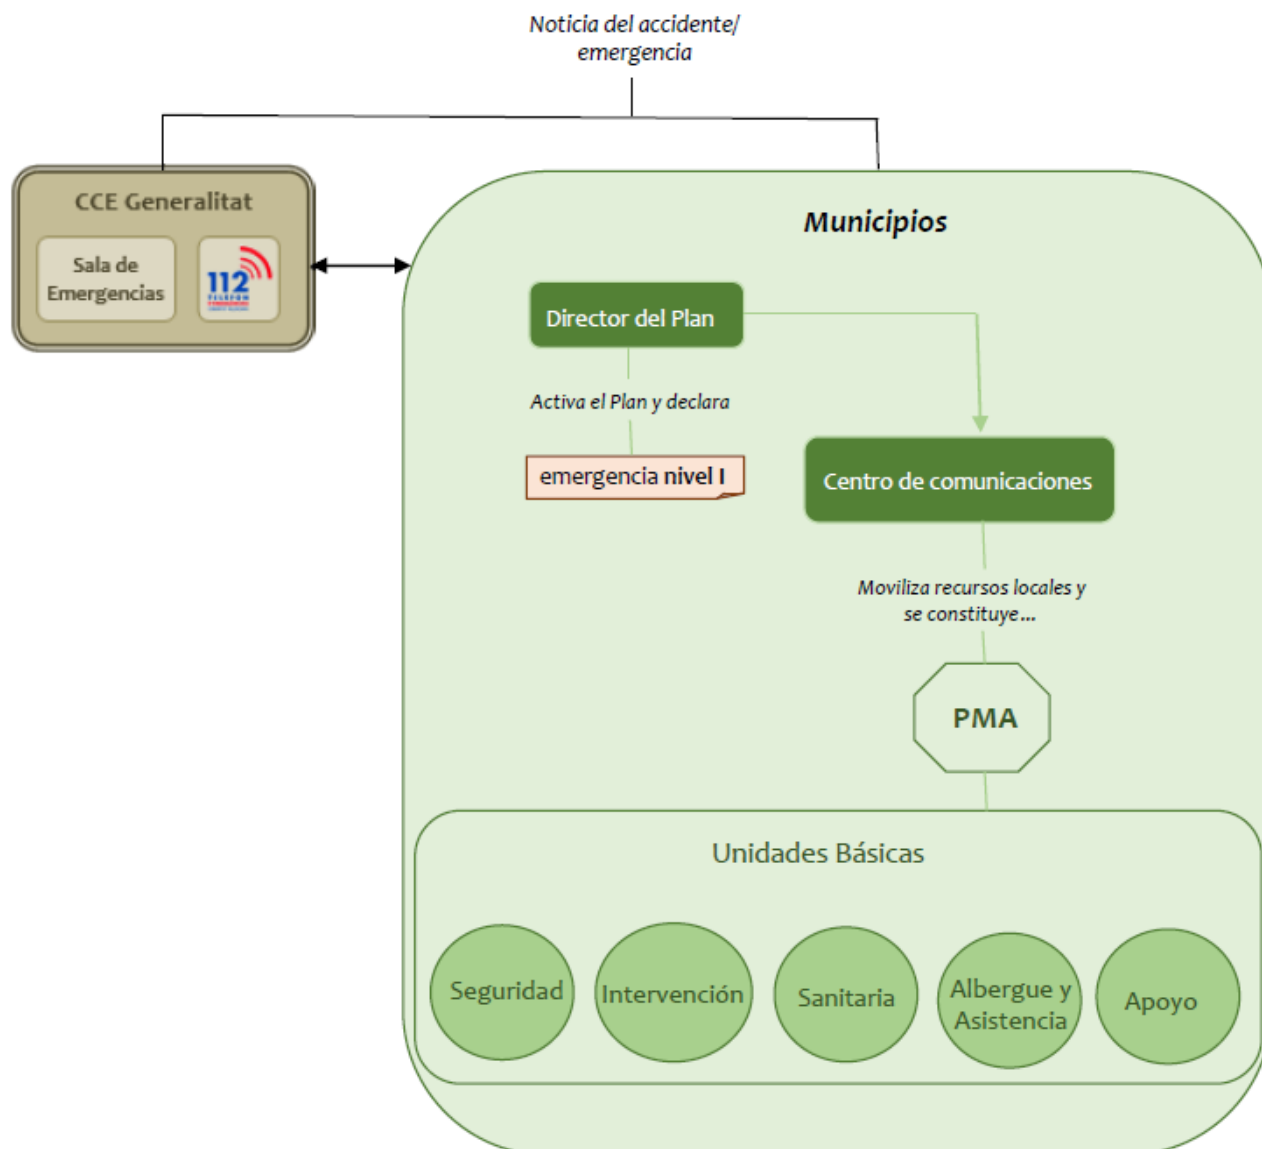 Noticia del accidente/
emergencia
CCE Generalitat
Sala de
Emergencias
112
TELÈFON
Municipios
Director del Plan
Activa el Plan y declara
emergencia nivel I
Centro de comunicaciones
Moviliza recursos locales y
se constituye...
PMA
Unidades Básicas
Seguridad
Intervención
Sanitaria
Albergue y
Asistencia
Apoyo